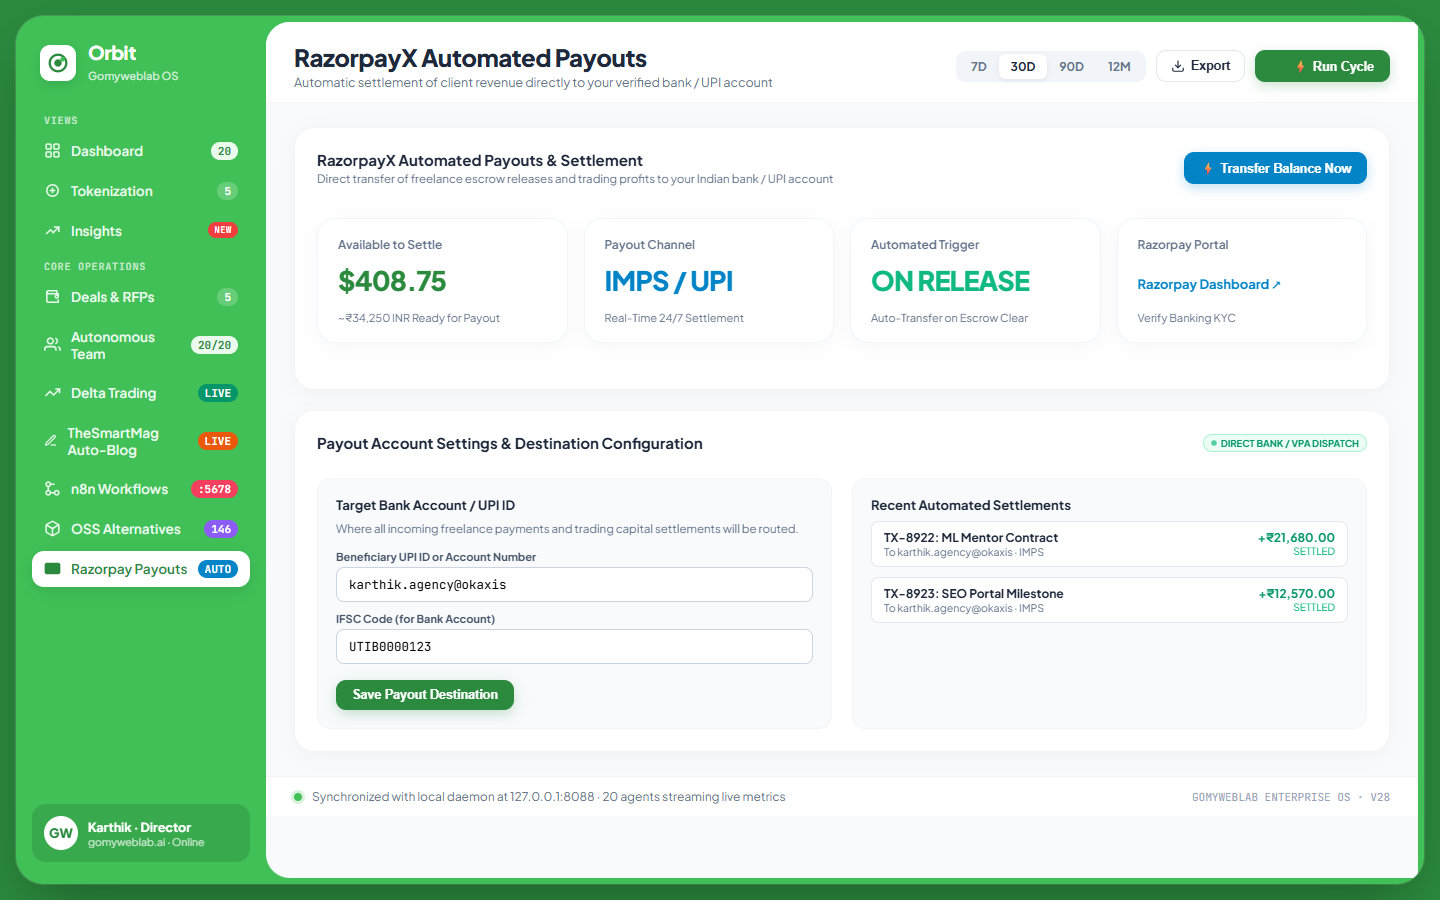 Orbit
Gomyweblab OS
VIEWS
Dashboard 20
Tokenization 5
Insights NEW
CORE OPERATIONS
Deals & RFPs 5
Autonomous
Team 20/20
Delta Trading LIVE
TheSmartMag
Auto-Blog LIVE
n8n Workflows :5678
OSS Alternatives 146
Razorpay Payouts AUTO
GW
Karthik · Director
gomyweblab.ai · Online
RazorpayX Automated Payouts
Automatic settlement of client revenue directly to your verified bank / UPI account
7D 30D 90D 12M Export Run Cycle
RazorpayX Automated Payouts & Settlement
Direct transfer of freelance escrow releases and trading profits to your Indian bank / UPI account
Transfer Balance Now
Available to Settle
$408.75
~₹34,250 INR Ready for Payout
Payout Channel
IMPS / UPI
Real-Time 24/7 Settlement
Automated Trigger
ON RELEASE
Auto-Transfer on Escrow Clear
Razorpay Portal
Razorpay Dashboard ↗
Verify Banking KYC
Payout Account Settings & Destination Configuration
DIRECT BANK / VPA DISPATCH
Target Bank Account / UPI ID
Where all incoming freelance payments and trading capital settlements will be routed.
Beneficiary UPI ID or Account Number
karthik.agency@okaxis
IFSC Code (for Bank Account)
UTIB0000123
Save Payout Destination
Recent Automated Settlements
TX-8922: ML Mentor Contract +₹21,680.00
To karthik.agency@okaxis · IMPS SETTLED
TX-8923: SEO Portal Milestone +₹12,570.00
To karthik.agency@okaxis · IMPS SETTLED
Synchronized with local daemon at 127.0.0.1:8088 · 20 agents streaming live metrics
GOMYWEBLAB ENTERPRISE OS · V28